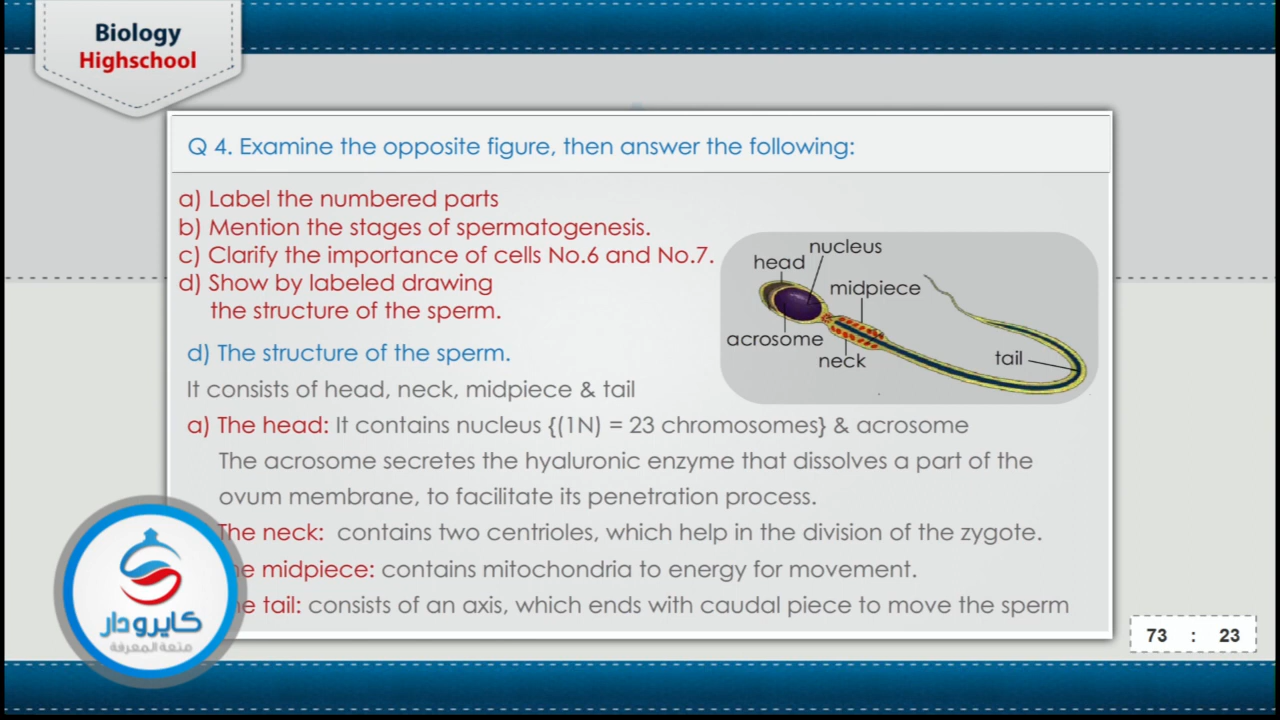 Biology
Highschool
Q 4. Examine the opposite figure, then answer the following:
a) Label the numbered parts
b) Mention the stages of spermatogenesis.
c) Clarify the importance of cells No.6 and No.7.
d) Show by labeled drawing
the structure of the sperm.
nucleus
head
midpiece
acrosome
neck
tail
d) The structure of the sperm.
It consists of head, neck, midpiece & tail
a) The head: It contains nucleus {(1N) = 23 chromosomes} & acrosome
The acrosome secretes the hyaluronic enzyme that dissolves a part of the
ovum membrane, to facilitate its penetration process.
The neck: contains two centrioles, which help in the division of the zygote.
e midpiece: contains mitochondria to energy for movement.
e tail: consists of an axis, which ends with caudal piece to move the sperm
كايرودار
متعة المعرفة
73 : 23